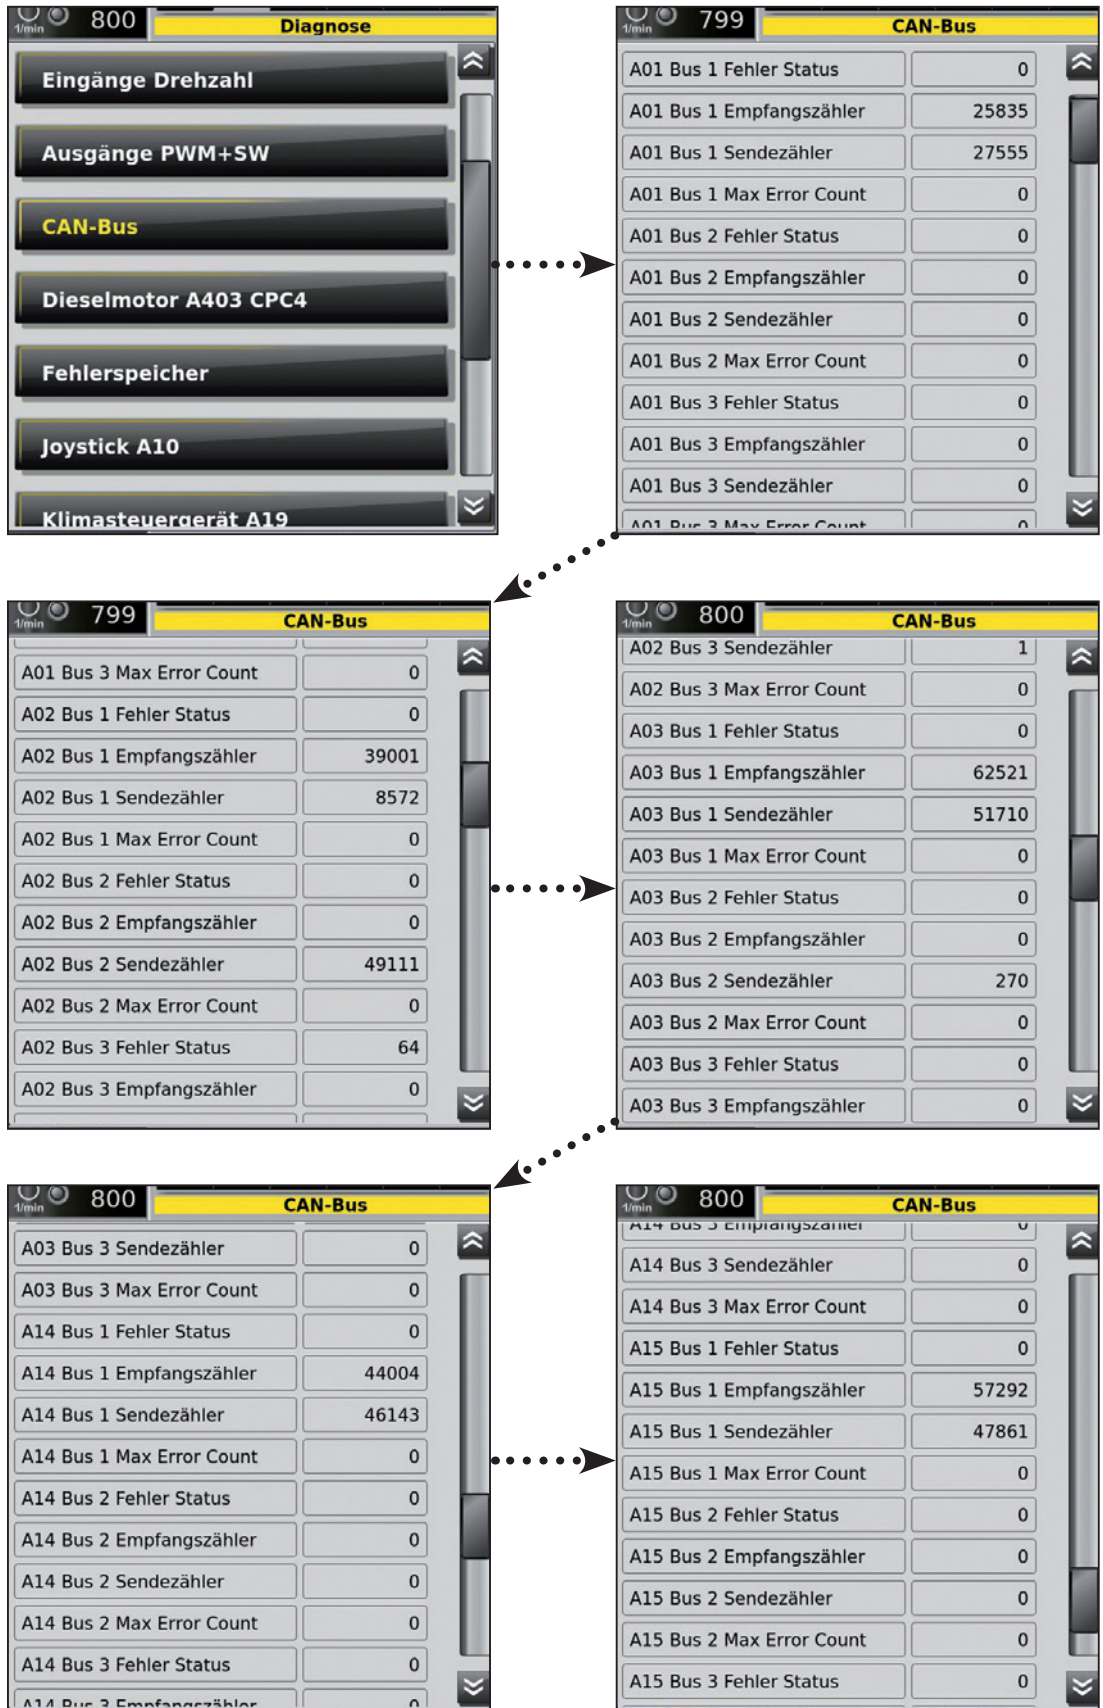 1/min 800
Diagnose
Eingänge Drehzahl
Ausgänge PWM+SW
CAN-Bus
Dieselmotor A403 CPC4
Fehlerspeicher
Joystick A10
Klimasteuergerät A19
1/min 799
CAN-Bus
A01 Bus 1 Fehler Status 0
A01 Bus 1 Empfangszähler 25835
A01 Bus 1 Sendezähler 27555
A01 Bus 1 Max Error Count 0
A01 Bus 2 Fehler Status 0
A01 Bus 2 Empfangszähler 0
A01 Bus 2 Sendezähler 0
A01 Bus 2 Max Error Count 0
A01 Bus 3 Fehler Status 0
A01 Bus 3 Empfangszähler 0
A01 Bus 3 Sendezähler 0
A01 Bus 3 Max Error Count 0
1/min 799
CAN-Bus
A01 Bus 3 Max Error Count 0
A02 Bus 1 Fehler Status 0
A02 Bus 1 Empfangszähler 39001
A02 Bus 1 Sendezähler 8572
A02 Bus 1 Max Error Count 0
A02 Bus 2 Fehler Status 0
A02 Bus 2 Empfangszähler 0
A02 Bus 2 Sendezähler 49111
A02 Bus 2 Max Error Count 0
A02 Bus 3 Fehler Status 64
A02 Bus 3 Empfangszähler 0
1/min 800
CAN-Bus
A02 Bus 3 Sendezähler 1
A02 Bus 3 Max Error Count 0
A03 Bus 1 Fehler Status 0
A03 Bus 1 Empfangszähler 62521
A03 Bus 1 Sendezähler 51710
A03 Bus 1 Max Error Count 0
A03 Bus 2 Fehler Status 0
A03 Bus 2 Empfangszähler 0
A03 Bus 2 Sendezähler 270
A03 Bus 2 Max Error Count 0
A03 Bus 3 Fehler Status 0
A03 Bus 3 Empfangszähler 0
1/min 800
CAN-Bus
A03 Bus 3 Sendezähler 0
A03 Bus 3 Max Error Count 0
A14 Bus 1 Fehler Status 0
A14 Bus 1 Empfangszähler 44004
A14 Bus 1 Sendezähler 46143
A14 Bus 1 Max Error Count 0
A14 Bus 2 Fehler Status 0
A14 Bus 2 Empfangszähler 0
A14 Bus 2 Sendezähler 0
A14 Bus 2 Max Error Count 0
A14 Bus 3 Fehler Status 0
A14 Bus 3 Empfangszähler 0
1/min 800
CAN-Bus
A14 Bus 3 Empfangszähler 0
A14 Bus 3 Sendezähler 0
A14 Bus 3 Max Error Count 0
A15 Bus 1 Fehler Status 0
A15 Bus 1 Empfangszähler 57292
A15 Bus 1 Sendezähler 47861
A15 Bus 1 Max Error Count 0
A15 Bus 2 Fehler Status 0
A15 Bus 2 Empfangszähler 0
A15 Bus 2 Sendezähler 0
A15 Bus 2 Max Error Count 0
A15 Bus 3 Fehler Status 0